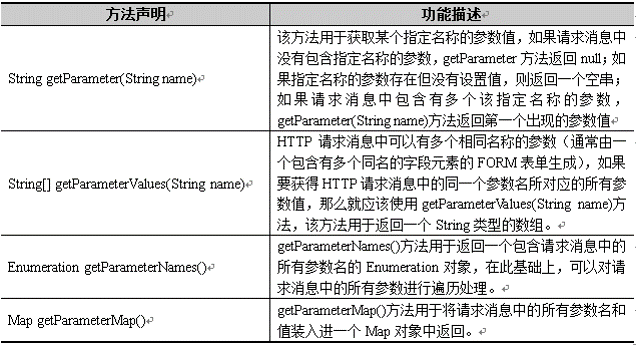 方法声明
功能描述
String getParameter(String name)
该方法用于获取某个指定名称的参数值，如果请求消息中
没有包含指定名称的参数，getParameter 方法返回 null；如
果指定名称的参数存在但没有设置值，则返回一个空串；
如果请求消息中包含有多个该指定名称的参数，
getParameter(String name)方法返回第一个出现的参数值
String[] getParameterValues(String name)
HTTP 请求消息中可以有多个相同名称的参数（通常由一
个包含有多个同名的字段元素的 FORM 表单生成），如果
要获得 HTTP 请求消息中的同一个参数名所对应的所有参
数值，那么就应该使用 getParameterValues(String name)方
法，该方法用于返回一个 String 类型的数组。
Enumeration getParameterNames()
getParameterNames()方法用于返回一个包含请求消息中的
所有参数名的 Enumeration 对象，在此基础上，可以对请
求消息中的所有参数进行遍历处理。
Map getParameterMap()
getParameterMap()方法用于将请求消息中的所有参数名和
值装入进一个 Map 对象中返回。